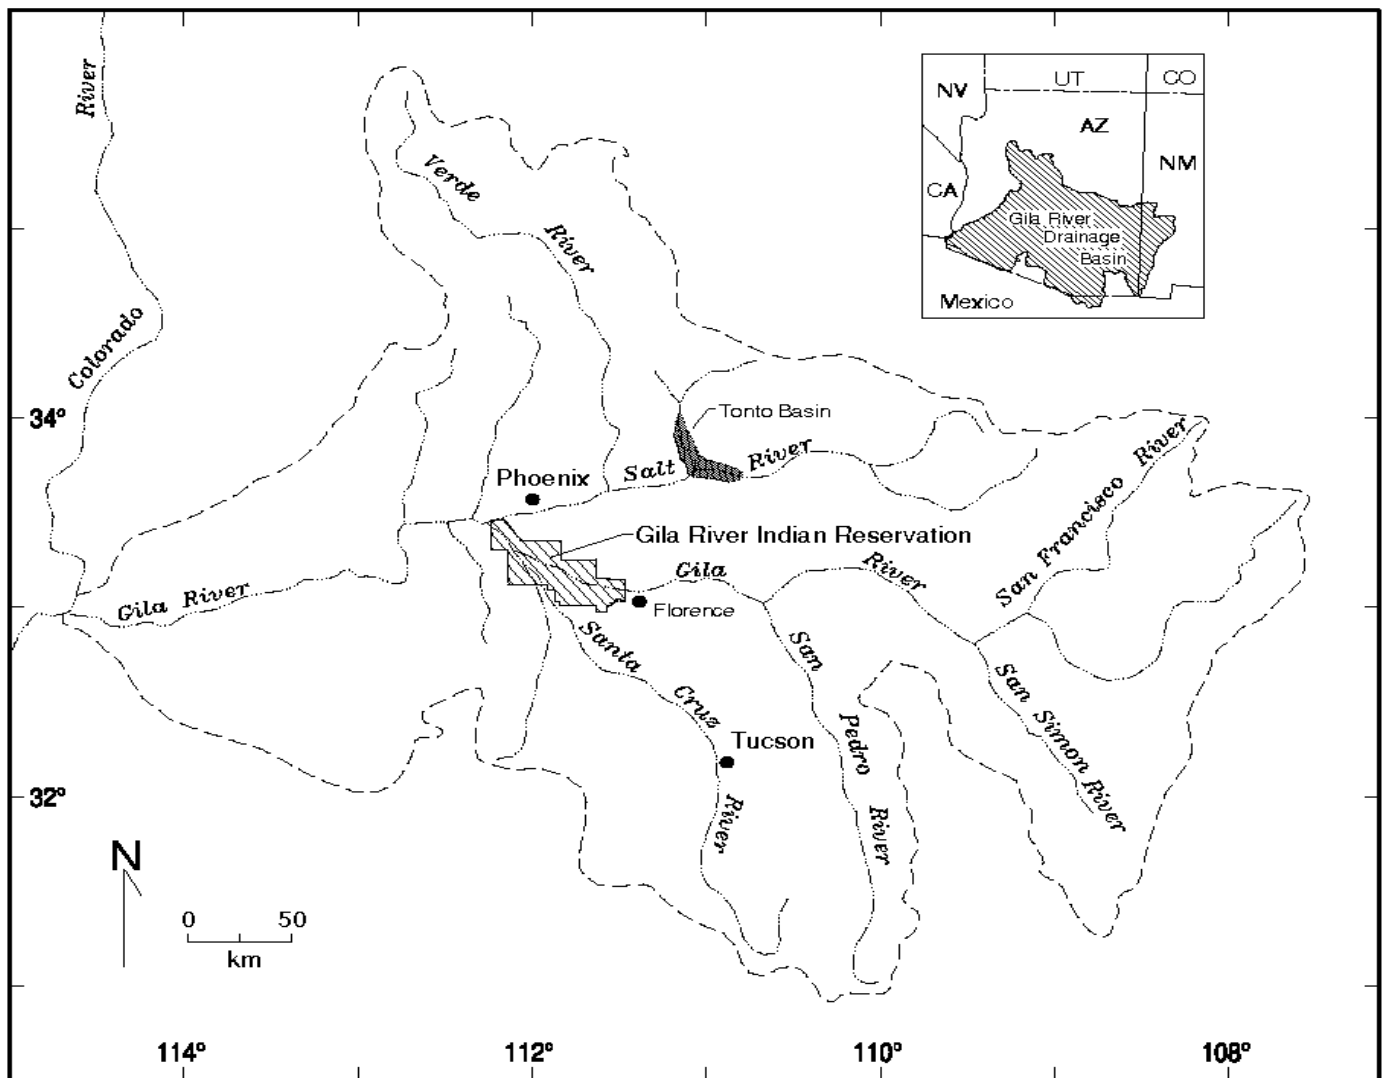 River
Colorado
Verde
River
NV
UT
CO
AZ
NM
CA
Gila River
Drainage
Basin
Mexico
34°
Tonto Basin
Phoenix
Salt
River
Gila River Indian Reservation
San Francisco
River
Gila River
Gila
River
Florence
Santa
Cruz
River
San
Pedro
River
San
Simon
River
Tucson
32°
N
0
50
km
114°
112°
110°
108°